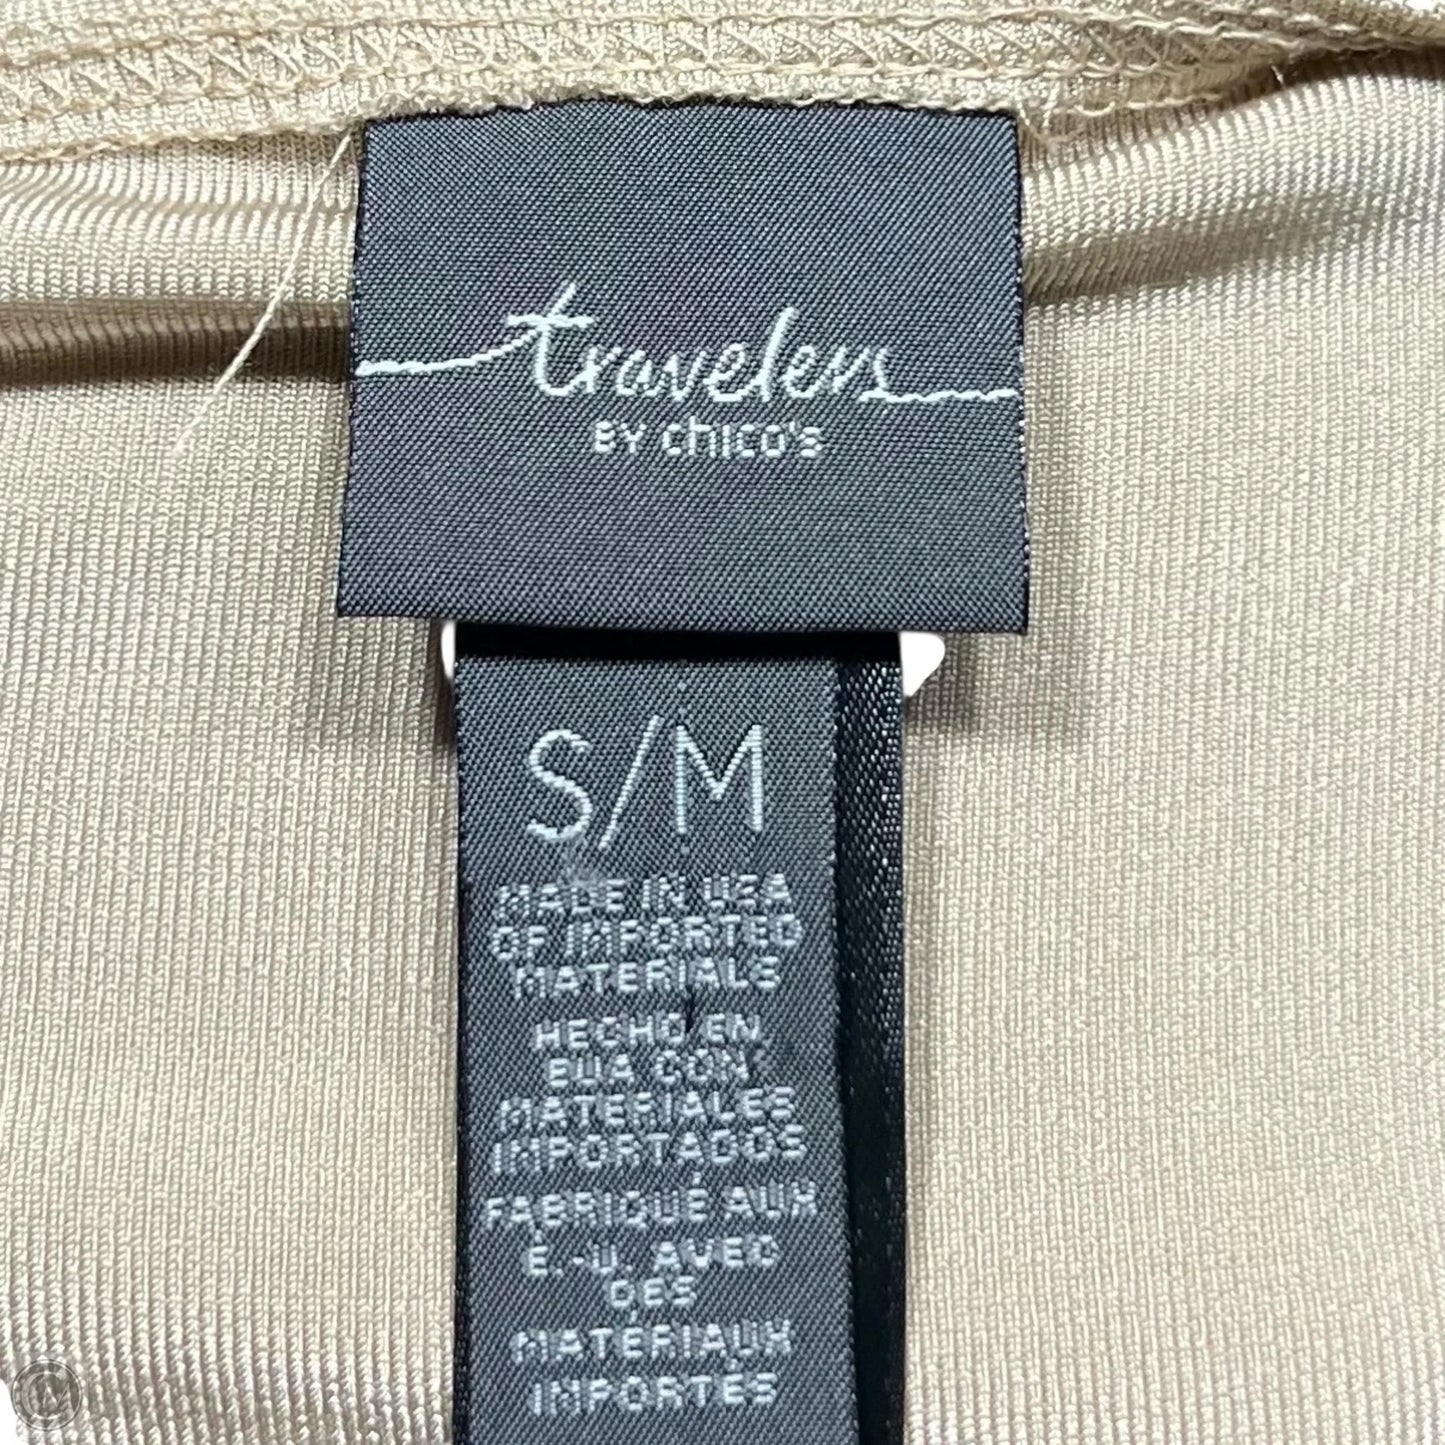 travelers
BY chico's
S/M
MADE IN USA
OF IMPORTED
MATERIALS
HECHO EN
EUA CON
MATERIALES
IMPORTADOS
FABRIQUÉ AUX
É.-U. AVEC
DES
MATÉRIAUX
IMPORTÉS